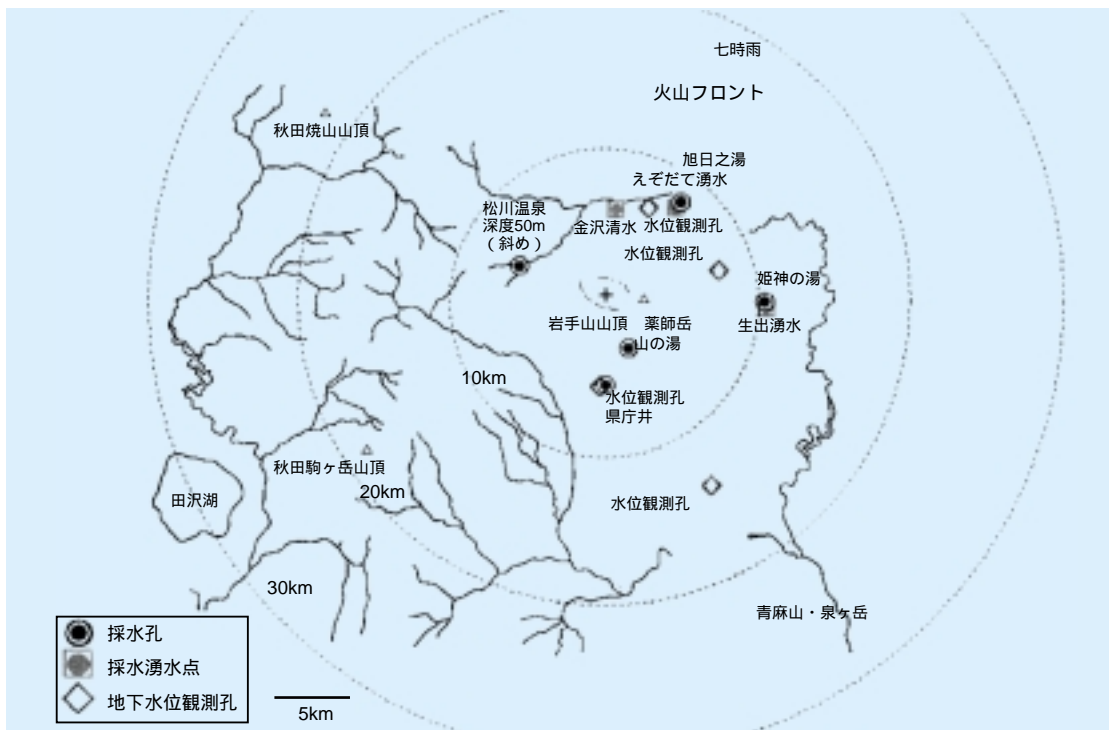 七時雨
火山フロント
秋田焼山山頂
旭日之湯
えぞだて湧水
松川温泉
深度50m
(斜め)
金沢清水
水位観測孔
水位観測孔
姫神の湯
岩手山山頂
薬師岳
生出湧水
山の湯
10km
水位観測孔
県庁井
秋田駒ヶ岳山頂
20km
田沢湖
水位観測孔
30km
青麻山・泉ヶ岳
採水孔
採水湧水点
地下水位観測孔
5km